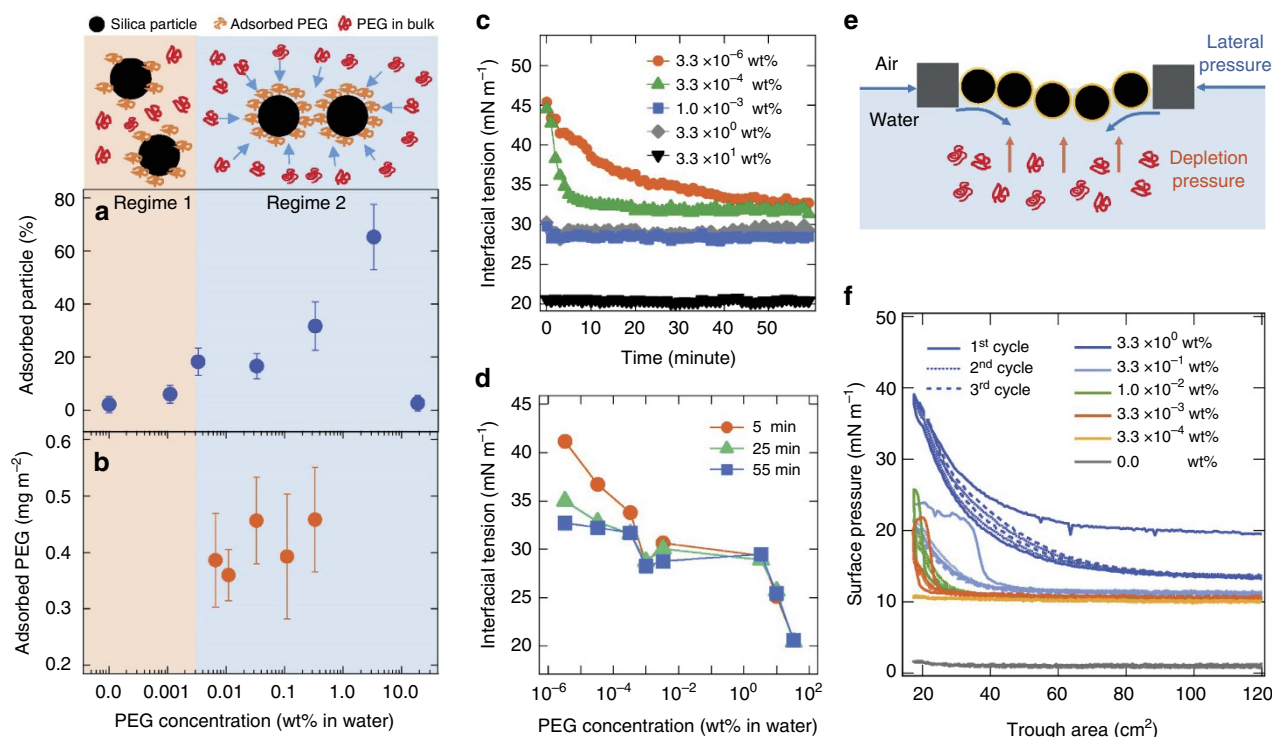 Silica particle
Adsorbed PEG
PEG in bulk
Regime 1
Regime 2
a
Adsorbed particle (%)
80
60
40
20
0
b
Adsorbed PEG (mg m⁻²)
0.6
0.5
0.4
0.3
0.2
0.0
0.001
0.01
0.1
1.0
10.0
PEG concentration (wt% in water)
c
Interfacial tension (mN m⁻¹)
50
45
40
35
30
25
20
3.3 ×10⁻⁶ wt%
3.3 ×10⁻⁴ wt%
1.0 ×10⁻³ wt%
3.3 ×10⁰ wt%
3.3 ×10¹ wt%
0
10
20
30
40
50
Time (minute)
d
Interfacial tension (mN m⁻¹)
45
40
35
30
25
20
5 min
25 min
55 min
10⁻⁶
10⁻⁴
10⁻²
10⁰
10²
PEG concentration (wt% in water)
e
Air
Water
Lateral
pressure
Depletion
pressure
f
Surface pressure (mN m⁻¹)
50
40
30
20
10
0
1ˢᵗ cycle
2ⁿᵈ cycle
3ʳᵈ cycle
3.3 ×10⁰ wt%
3.3 ×10⁻¹ wt%
1.0 ×10⁻² wt%
3.3 ×10⁻³ wt%
3.3 ×10⁻⁴ wt%
0.0 wt%
20
40
60
80
100
120
Trough area (cm²)